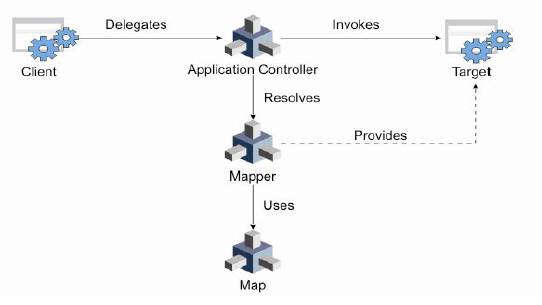 Delegates
Invokes
Client
Application Controller
Target
Resolves
Provides
Mapper
Uses
Map